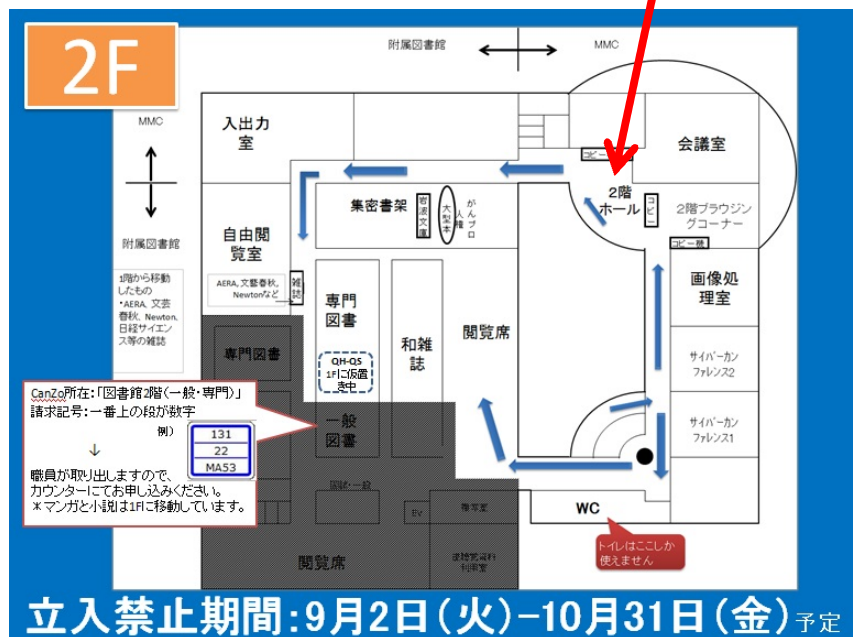 2F
附属図書館
MMC
MMC
附属図書館
1階から移動
したもの
・AERA, 文芸
春秋, Newton,
日経サイエン
ス等の雑誌
入出力
室
会議室
2階
ホール
コピー
2階ブラウジン
グコーナー
コピー機
集密書架
岩波文庫
大型本
人権
がんプロ
自由閲
覧室
AERA, 文藝春秋,
Newtonなど
雑誌
専門
図書
QH-QS
1Fに仮置
き中
和雑
誌
閲覧席
画像処
理室
サイバーカン
ファレンス2
サイバーカン
ファレンス1
専門図書
一般
図書
CanZo所在:「図書館2階(一般・専門)」
請求記号:一番上の段が数字
例)
131
22
MA53
↓
職員が取り出しますので、
カウンターにてお申し込みください。
*マンガと小説は1Fに移動しています。
EV
閲覧席
WC
トイレはここしか
使えません
立入禁止期間:9月2日(火)-10月31日(金)予定